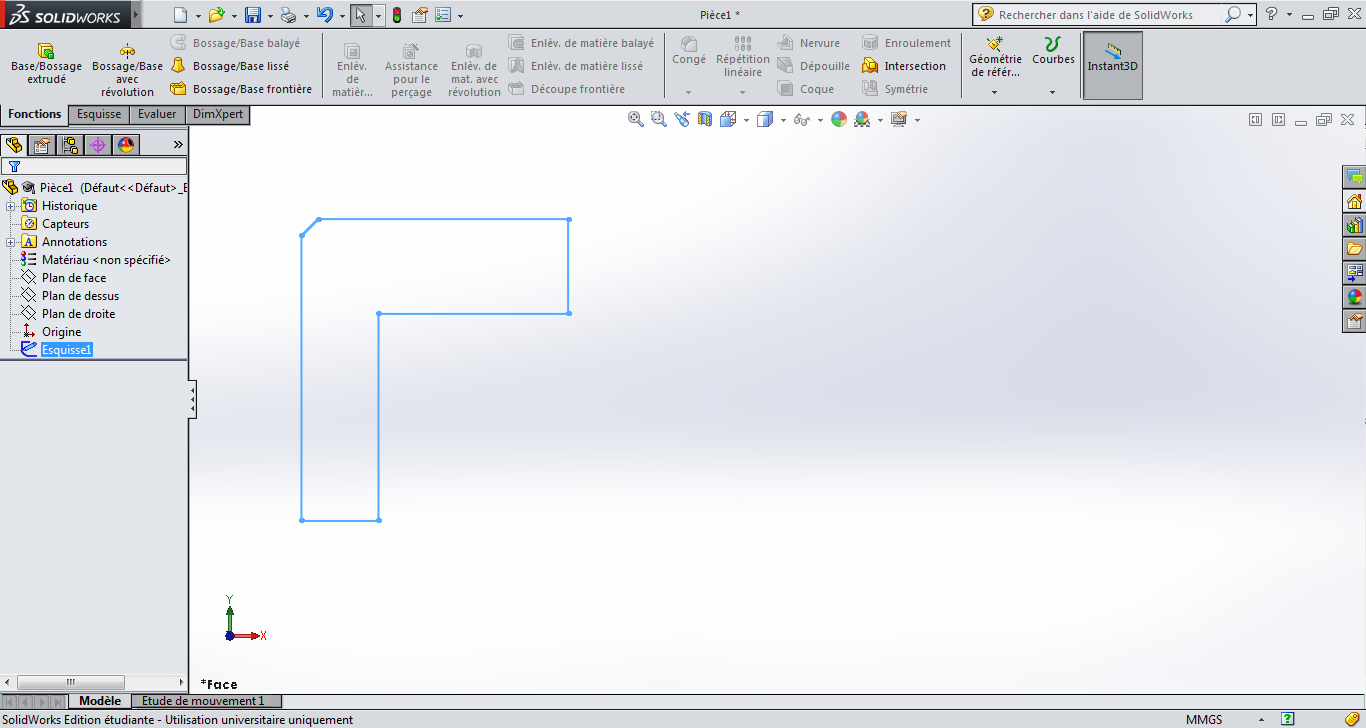 SOLIDWORKS
Pièce1 *
Rechercher dans l'aide de SolidWorks
Base/Bossage extrudé
Bossage/Base avec révolution
Bossage/Base balayé
Bossage/Base lissé
Bossage/Base frontière
Enlèv. de matièr...
Assistance pour le perçage
Enlèv. de mat. avec révolution
Enlèv. de matière balayé
Enlèv. de matière lissé
Découpe frontière
Congé
Répétition linéaire
Nervure
Dépouille
Coque
Enroulement
Intersection
Symétrie
Géométrie de référ...
Courbes
Instant3D
Fonctions Esquisse Evaluer DimXpert
Pièce1 (Défaut<<Défaut>_E
Historique
Capteurs
Annotations
Matériau <non spécifié>
Plan de face
Plan de dessus
Plan de droite
Origine
Esquisse1
Y
X
*Face
Modèle Etude de mouvement 1
SolidWorks Edition étudiante - Utilisation universitaire uniquement
MMGS